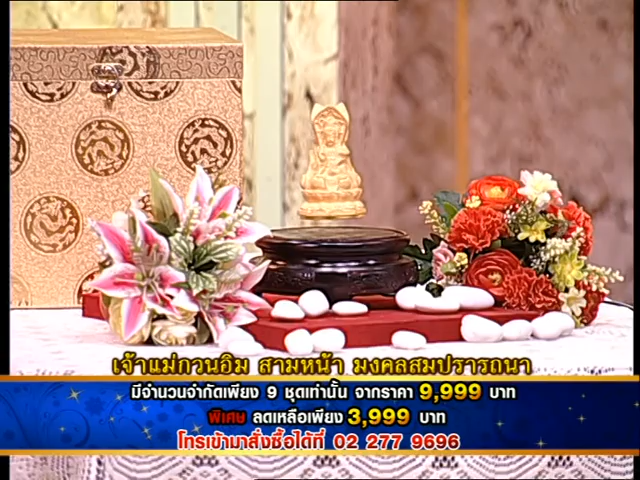 เจ้าแม่กวนอิม สามหน้า มงคลสมปรารถนา
มีจำนวนจำกัดเพียง 9 ชุดเท่านั้น จากราคา 9,999 บาท
พิเศษ ลดเหลือเพียง 3,999 บาท
โทรเข้ามาสั่งซื้อได้ที่ 02 277 9696